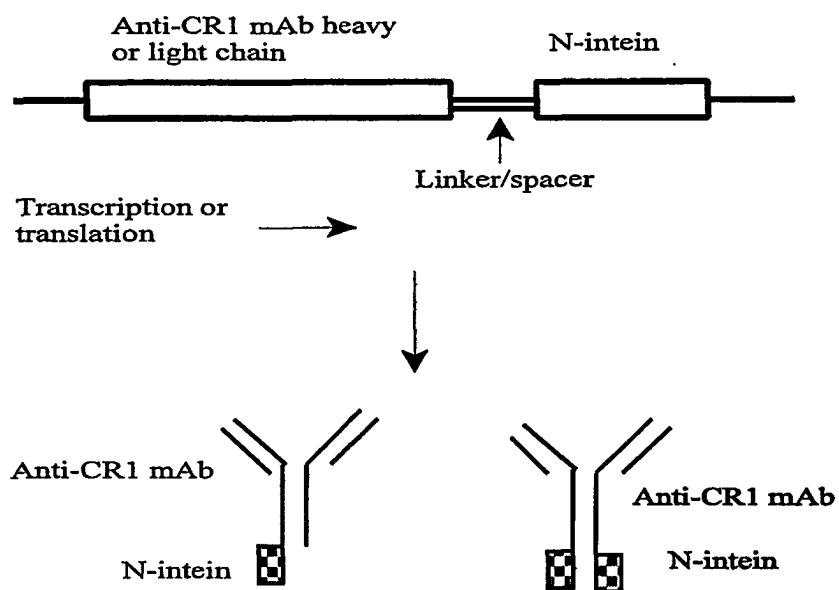 Anti-CR1 mAb heavy
or light chain
N-intein
Linker/spacer
Transcription or
translation
Anti-CR1 mAb
Anti-CR1 mAb
N-intein
N-intein